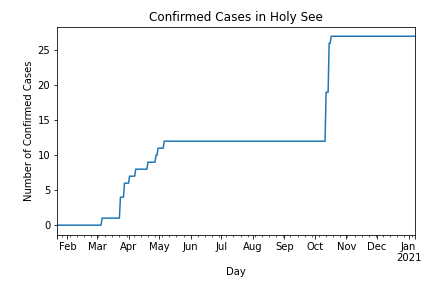 Confirmed Cases in Holy See
Number of Confirmed Cases
25
20
15
10
5
0
Feb Mar Apr May Jun Jul Aug Sep Oct Nov Dec Jan
2021
Day